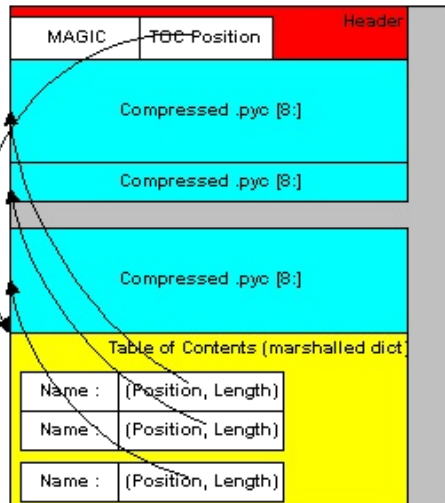 Header
MAGIC TOC Position
Compressed .pyc [8:]
Compressed .pyc [8:]
Compressed .pyc [8:]
Table of Contents (marshalled dict)
Name : (Position, Length)
Name : (Position, Length)
Name : (Position, Length)